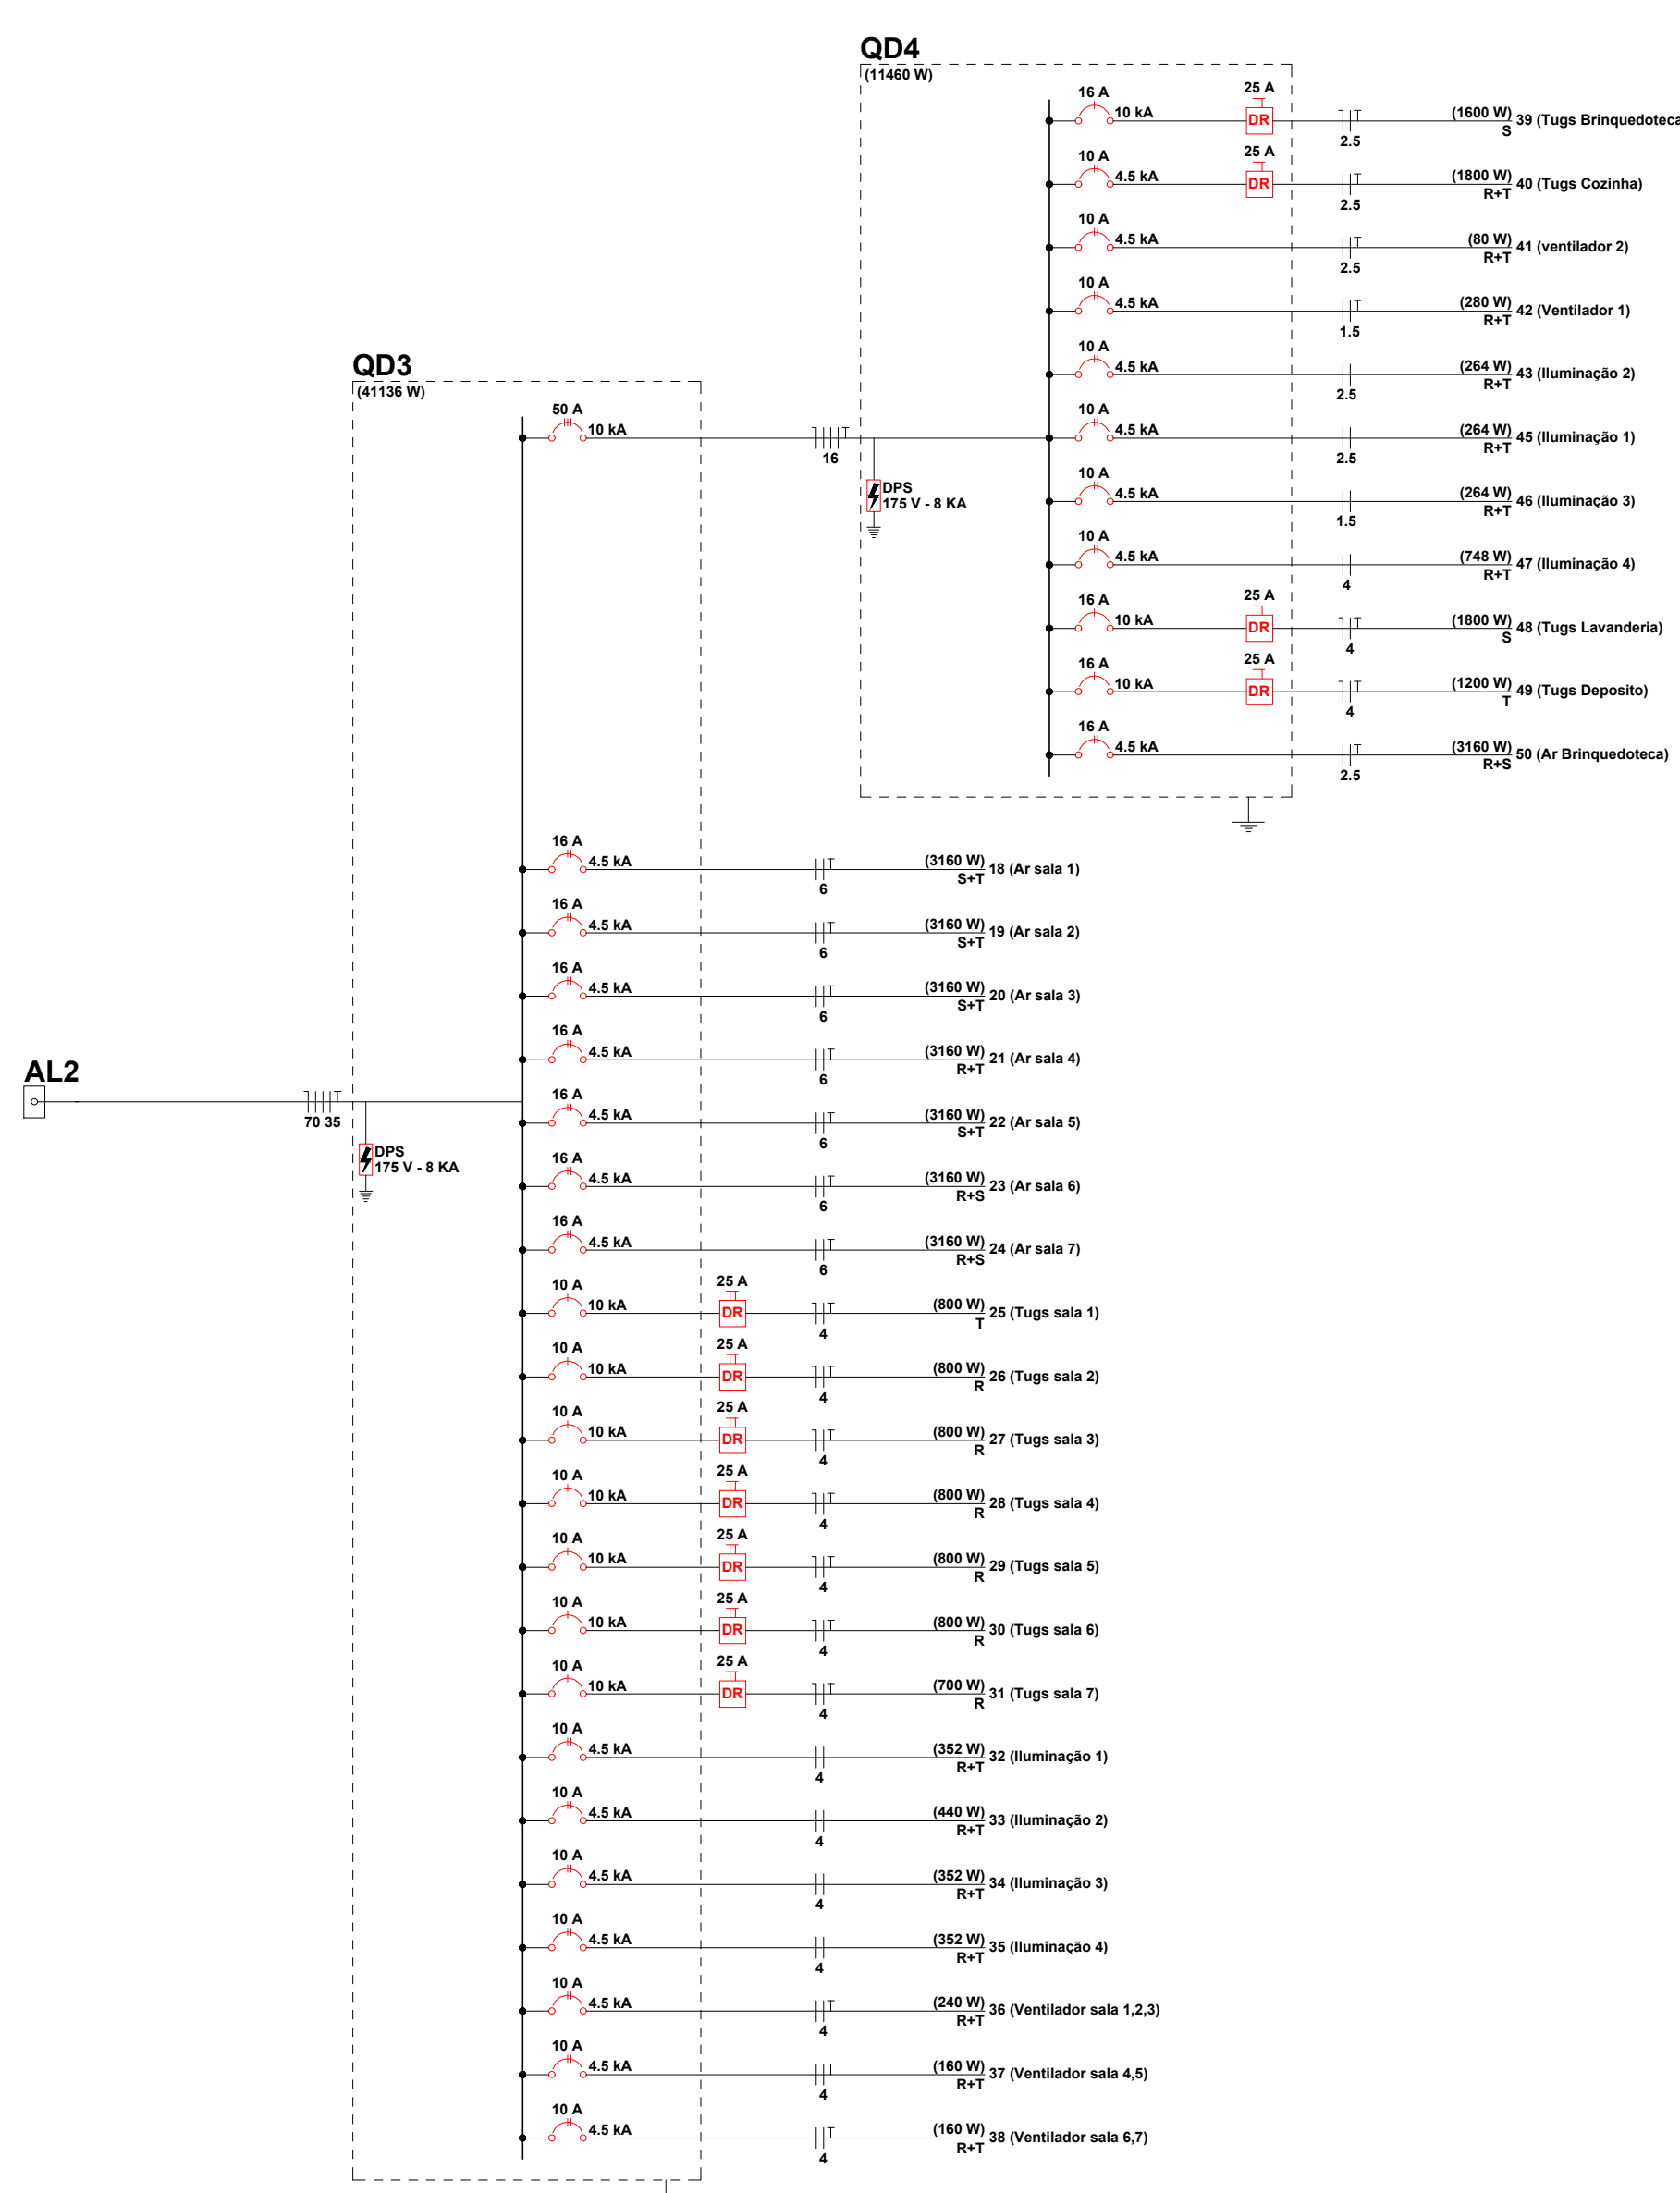 QD4
(11460 W)
16 A
10 kA
25 A
DR
2.5
(1600 W)
S
39 (Tugs Brinquedoteca
10 A
4.5 kA
25 A
DR
2.5
(1800 W)
R+T
40 (Tugs Cozinha)
10 A
4.5 kA
2.5
(80 W)
R+T
41 (ventilador 2)
10 A
4.5 kA
1.5
(280 W)
R+T
42 (Ventilador 1)
10 A
4.5 kA
2.5
(264 W)
R+T
43 (Iluminação 2)
QD3
(41136 W)
50 A
10 kA
16
DPS
175 V - 8 KA
10 A
4.5 kA
2.5
(264 W)
R+T
45 (Iluminação 1)
10 A
4.5 kA
1.5
(264 W)
R+T
46 (Iluminação 3)
10 A
4.5 kA
4
(748 W)
R+T
47 (Iluminação 4)
16 A
10 kA
25 A
DR
4
(1800 W)
S
48 (Tugs Lavanderia)
16 A
10 kA
25 A
DR
4
(1200 W)
T
49 (Tugs Deposito)
16 A
4.5 kA
2.5
(3160 W)
R+S
50 (Ar Brinquedoteca)
16 A
4.5 kA
6
(3160 W)
S+T
18 (Ar sala 1)
16 A
4.5 kA
6
(3160 W)
S+T
19 (Ar sala 2)
16 A
4.5 kA
6
(3160 W)
S+T
20 (Ar sala 3)
16 A
4.5 kA
6
(3160 W)
R+T
21 (Ar sala 4)
AL2
70 35
DPS
175 V - 8 KA
16 A
4.5 kA
6
(3160 W)
S+T
22 (Ar sala 5)
16 A
4.5 kA
6
(3160 W)
R+S
23 (Ar sala 6)
16 A
4.5 kA
6
(3160 W)
R+S
24 (Ar sala 7)
10 A
10 kA
25 A
DR
4
(800 W)
T
25 (Tugs sala 1)
10 A
10 kA
25 A
DR
4
(800 W)
R
26 (Tugs sala 2)
10 A
10 kA
25 A
DR
4
(800 W)
R
27 (Tugs sala 3)
10 A
10 kA
25 A
DR
4
(800 W)
R
28 (Tugs sala 4)
10 A
10 kA
25 A
DR
4
(800 W)
R
29 (Tugs sala 5)
10 A
10 kA
25 A
DR
4
(800 W)
R
30 (Tugs sala 6)
10 A
10 kA
25 A
DR
4
(700 W)
R
31 (Tugs sala 7)
10 A
4.5 kA
4
(352 W)
R+T
32 (Iluminação 1)
10 A
4.5 kA
4
(440 W)
R+T
33 (Iluminação 2)
10 A
4.5 kA
4
(352 W)
R+T
34 (Iluminação 3)
10 A
4.5 kA
4
(352 W)
R+T
35 (Iluminação 4)
10 A
4.5 kA
4
(240 W)
R+T
36 (Ventilador sala 1,2,3)
10 A
4.5 kA
4
(160 W)
R+T
37 (Ventilador sala 4,5)
10 A
4.5 kA
4
(160 W)
R+T
38 (Ventilador sala 6,7)